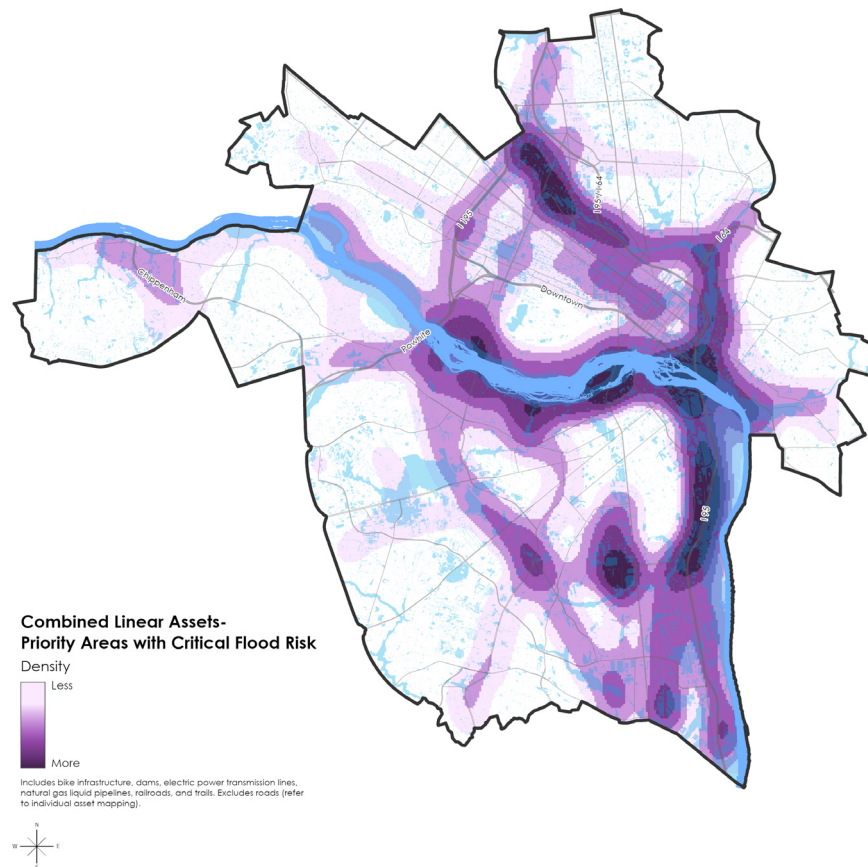 I 95 / I 64
I 195
I 64
Chippenham
Downtown
Powhite
I 95
Combined Linear Assets-
Priority Areas with Critical Flood Risk
Density
Less
More
Includes bike infrastructure, dams, electric power transmission lines,
natural gas liquid pipelines, railroads, and trails. Excludes roads (refer
to individual asset mapping).
N
W E
S